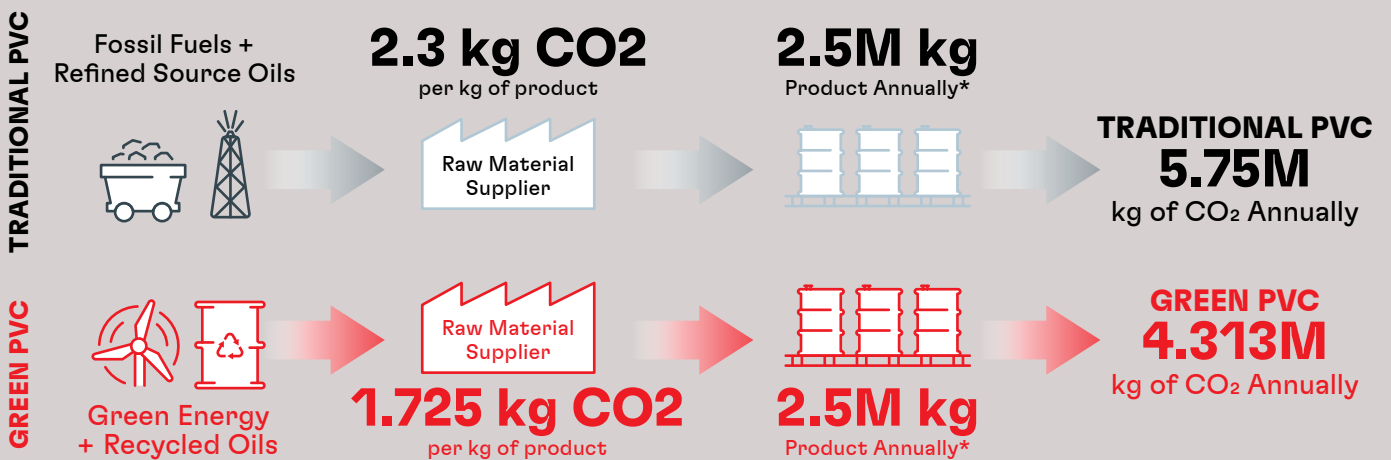 TRADITIONAL PVC
Fossil Fuels +
Refined Source Oils
2.3 kg CO2
per kg of product
Raw Material
Supplier
2.5M kg
Product Annually*
TRADITIONAL PVC
5.75M
kg of CO₂ Annually
GREEN PVC
Green Energy
+ Recycled Oils
Raw Material
Supplier
1.725 kg CO2
per kg of product
2.5M kg
Product Annually*
GREEN PVC
4.313M
kg of CO₂ Annually